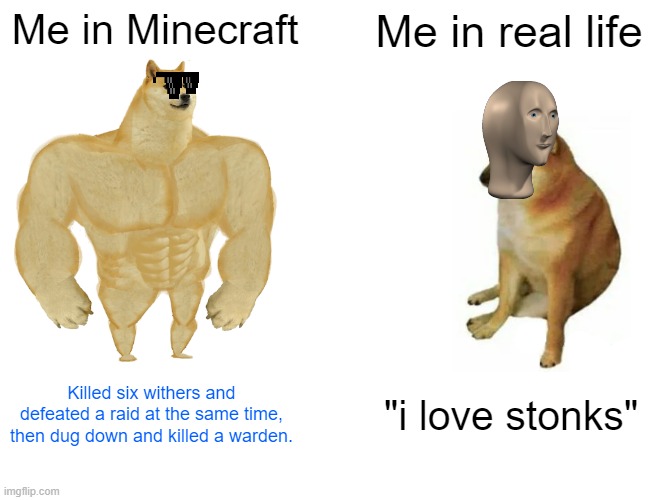 Me in Minecraft
Me in real life
Killed six withers and
defeated a raid at the same time,
then dug down and killed a warden.
"i love stonks"
imgflip.com